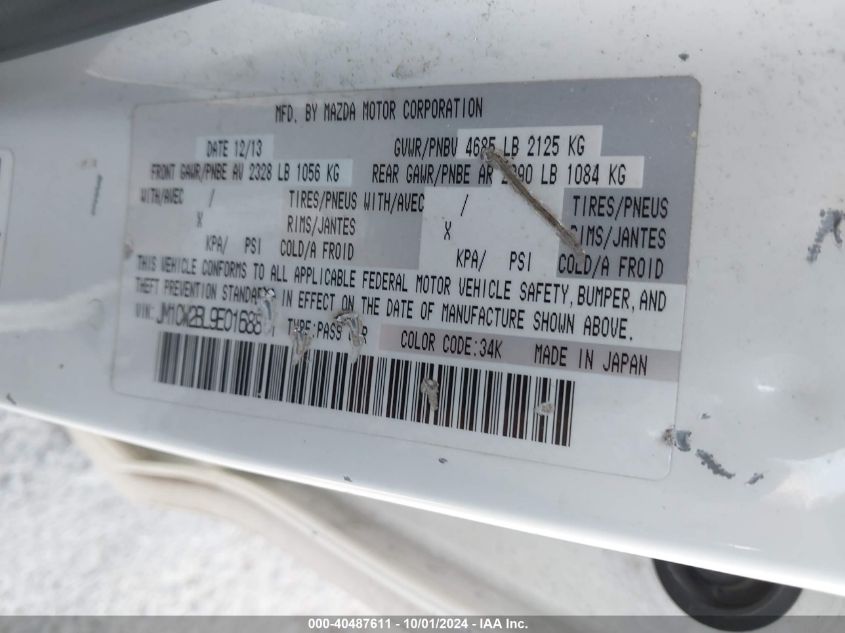 MFD. BY MAZDA MOTOR CORPORATION
DATE 12/13 GVWR/PNBV 4685 LB 2125 KG
FRONT GAWR/PNBE AV 2328 LB 1056 KG REAR GAWR/PNBE AR LB 1084 KG
WITH/AVEC / TIRES/PNEUS WITH/AVEC / TIRES/PNEUS
X RIMS/JANTES X RIMS/JANTES
KPA/ PSI COLD/A FROID KPA/ PSI COLD/A FROID
THIS VEHICLE CONFORMS TO ALL APPLICABLE FEDERAL MOTOR VEHICLE SAFETY, BUMPER, AND
THEFT PREVENTION STANDARDS IN EFFECT ON THE DATE OF MANUFACTURE SHOWN ABOVE.
VIN: TYPE:PASS CAR COLOR CODE:34K MADE IN JAPAN
000-40487611 - 10/01/2024 - IAA Inc.